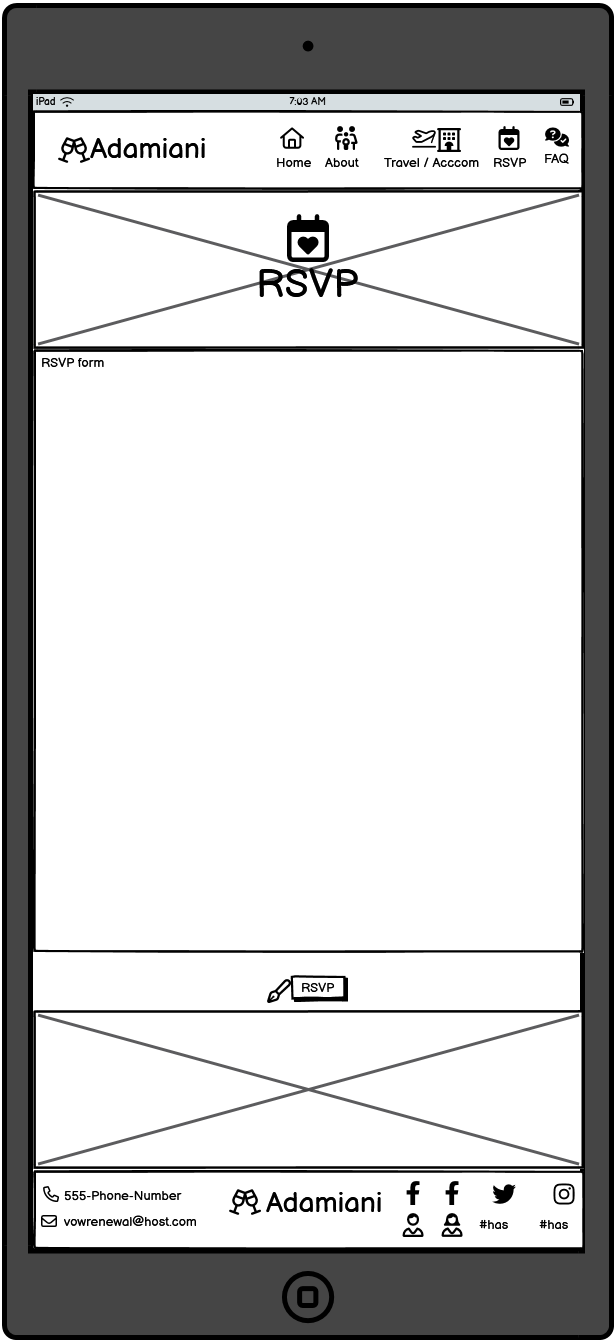 iPad 7:03 AM
Adamiani
Home About Travel / Acccom RSVP FAQ
RSVP
RSVP form
RSVP
555-Phone-Number
Adamiani
vowrenewal@host.com
#has #has